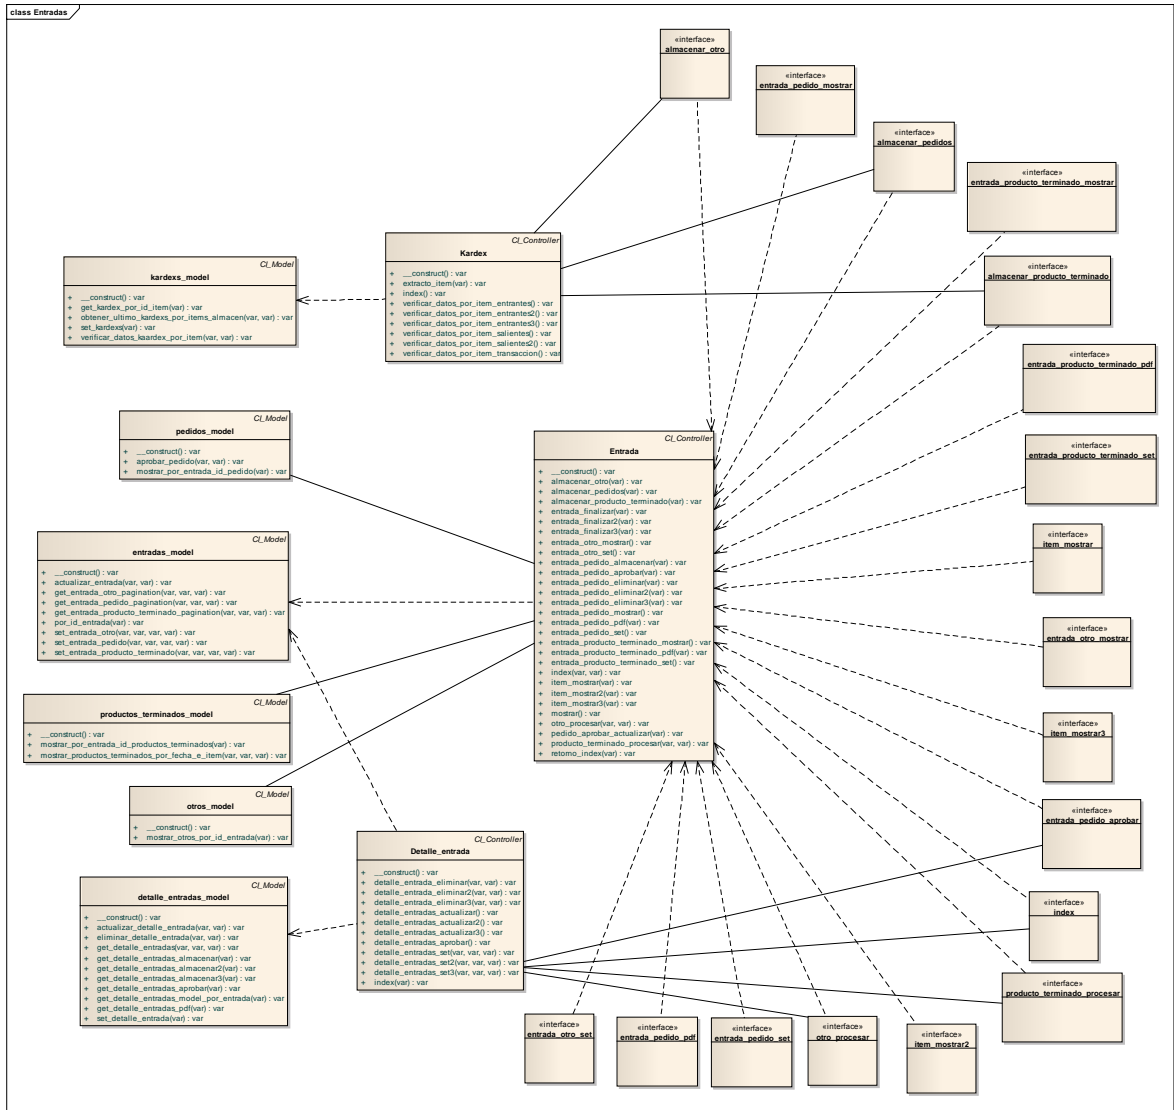 class Entradas
«interface»
almacenar_otro
«interface»
entrada_pedido_mostrar
«interface»
almacenar_pedidos
«interface»
entrada_producto_terminado_mostrar
CI_Controller
Kardex
+ __construct() : var
+ extracto_item(var) : var
+ index() : var
+ verificar_datos_por_item_entrantes() : var
+ verificar_datos_por_item_entrantes2() : var
+ verificar_datos_por_item_entrantes3() : var
+ verificar_datos_por_item_salientes() : var
+ verificar_datos_por_item_salientes2() : var
+ verificar_datos_por_item_transaccion() : var
CI_Model
kardexs_model
+ __construct() : var
+ get_kardex_por_id_item(var) : var
+ obtener_ultimo_kardexs_por_items_almacen(var, var) : var
+ set_kardexs(var) : var
+ verificar_datos_kaardex_por_item(var, var) : var
«interface»
almacenar_producto_terminado
«interface»
entrada_producto_terminado_pdf
CI_Model
pedidos_model
+ __construct() : var
+ aprobar_pedido(var, var) : var
+ mostrar_por_entrada_id_pedido(var) : var
CI_Controller
Entrada
+ __construct() : var
+ almacenar_otro(var) : var
+ almacenar_pedidos(var) : var
+ almacenar_producto_terminado(var) : var
+ entrada_finalizar(var) : var
+ entrada_finalizar2(var) : var
+ entrada_finalizar3(var) : var
+ entrada_otro_mostrar() : var
+ entrada_otro_set() : var
+ entrada_pedido_almacenar(var) : var
+ entrada_pedido_aprobar(var) : var
+ entrada_pedido_eliminar(var) : var
+ entrada_pedido_eliminar2(var) : var
+ entrada_pedido_eliminar3(var) : var
+ entrada_pedido_mostrar() : var
+ entrada_pedido_pdf(var) : var
+ entrada_pedido_set() : var
+ entrada_producto_terminado_mostrar() : var
+ entrada_producto_terminado_pdf(var) : var
+ entrada_producto_terminado_set() : var
+ index(var, var) : var
+ item_mostrar(var) : var
+ item_mostrar2(var) : var
+ item_mostrar3(var) : var
+ mostrar() : var
+ otro_procesar(var, var) : var
+ pedido_aprobar_actualizar(var) : var
+ producto_terminado_procesar(var, var) : var
+ retorno_index(var) : var
«interface»
entrada_producto_terminado_set
«interface»
item_mostrar
CI_Model
entradas_model
+ __construct() : var
+ actualizar_entrada(var, var) : var
+ get_entrada_otro_pagination(var, var, var) : var
+ get_entrada_pedido_pagination(var, var, var) : var
+ get_entrada_producto_terminado_pagination(var, var, var) : var
+ por_id_entrada(var) : var
+ set_entrada_otro(var, var, var, var) : var
+ set_entrada_pedido(var, var, var) : var
+ set_entrada_producto_terminado(var, var, var, var) : var
«interface»
entrada_otro_mostrar
CI_Model
productos_terminados_model
+ __construct() : var
+ mostrar_por_entrada_id_productos_terminados(var) : var
+ mostrar_productos_terminados_por_fecha_e_item(var, var, var) : var
«interface»
item_mostrar3
CI_Model
otros_model
+ __construct() : var
+ mostrar_otros_por_id_entrada(var) : var
«interface»
entrada_pedido_aprobar
CI_Controller
Detalle_entrada
+ __construct() : var
+ detalle_entrada_eliminar(var, var) : var
+ detalle_entrada_eliminar2(var, var) : var
+ detalle_entrada_eliminar3(var, var) : var
+ detalle_entradas_actualizar() : var
+ detalle_entradas_actualizar2() : var
+ detalle_entradas_actualizar3() : var
+ detalle_entradas_aprobar() : var
+ detalle_entradas_set(var, var, var) : var
+ detalle_entradas_set2(var, var, var) : var
+ detalle_entradas_set3(var, var, var) : var
+ index(var) : var
CI_Model
detalle_entradas_model
+ __construct() : var
+ actualizar_detalle_entrada(var, var) : var
+ eliminar_detalle_entrada(var, var) : var
+ get_detalle_entradas(var, var, var) : var
+ get_detalle_entradas_almacenar(var, var) : var
+ get_detalle_entradas_almacenar2(var, var) : var
+ get_detalle_entradas_almacenar3(var, var) : var
+ get_detalle_entradas_aprobar(var, var) : var
+ get_detalle_entradas_model_por_entrada(var) : var
+ get_detalle_entradas_pdf(var) : var
+ set_detalle_entrada(var) : var
«interface»
index
«interface»
producto_terminado_procesar
«interface»
entrada_otro_set
«interface»
entrada_pedido_pdf
«interface»
entrada_pedido_set
«interface»
otro_procesar
«interface»
item_mostrar2